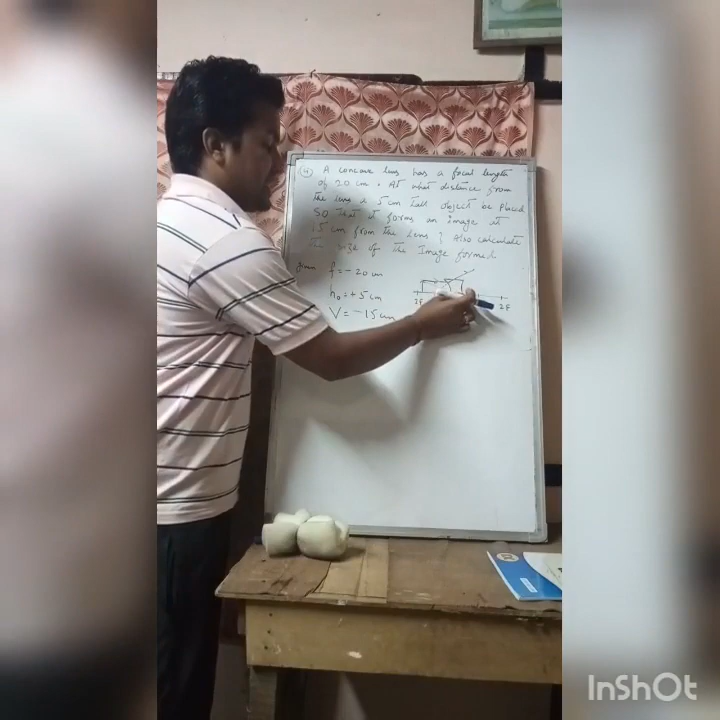 4) A concave lens has a focal length
of 20 cm. At what distance from
the lens a 5 cm tall object be placed
so that it forms an image at
15 cm from the lens? Also calculate
the size of the Image formed
given f = - 20 cm
h₀ = + 5 cm
V = - 15 cm
2F 2F
InShOt